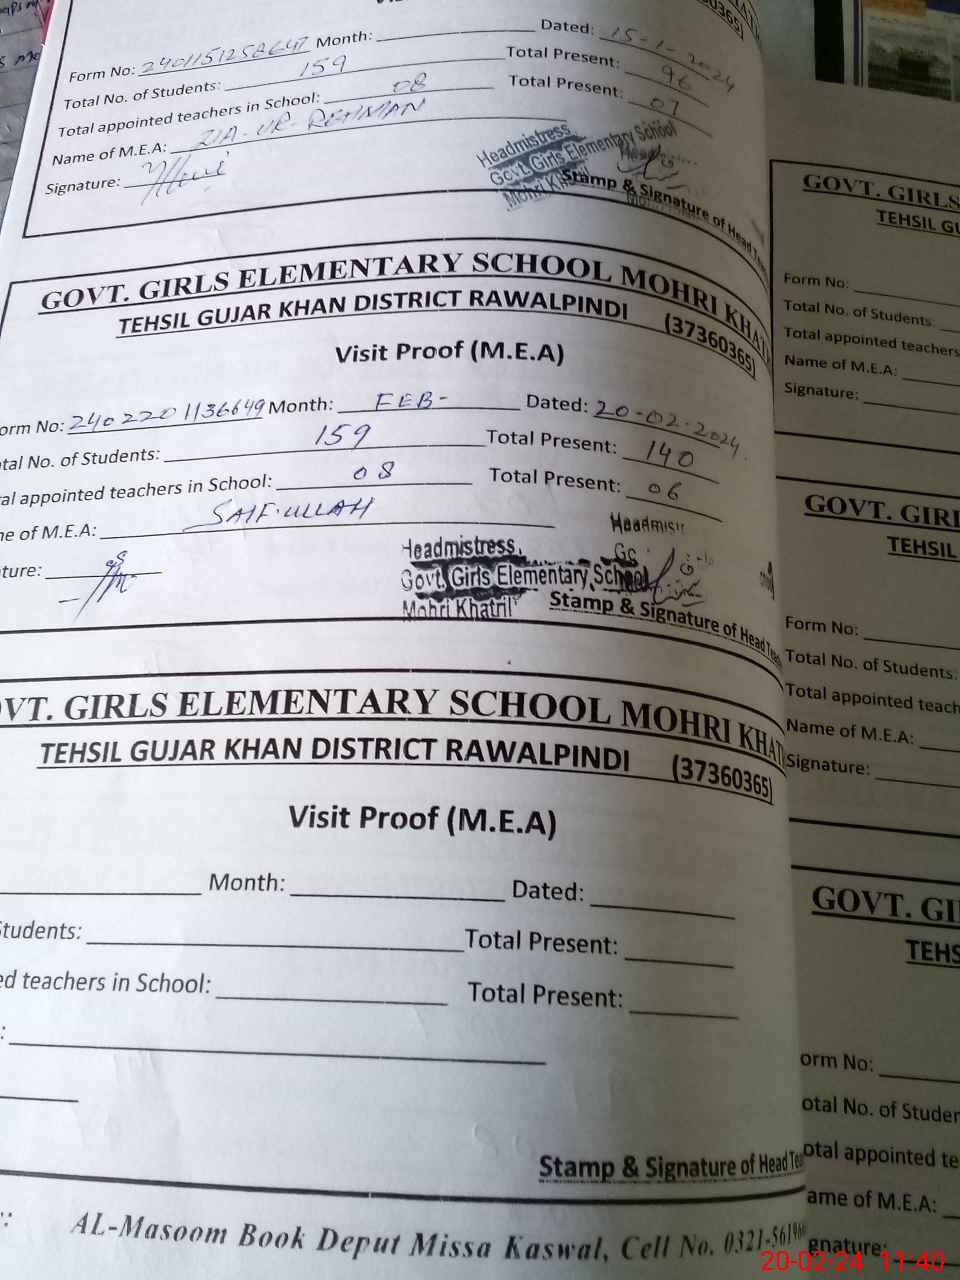 Form No: 2401151258647 Month: Dated: 15-1-2024
Total No. of Students: 159 Total Present: 96
Total appointed teachers in School: 08 Total Present: 07
Name of M.E.A: ZIA-UR-REHMAN
Signature:
Headmistress
Govt. Girls Elementary School
Stamp & Signature of Head
GOVT. GIRLS ELEMENTARY SCHOOL MOHRI KHAT
TEHSIL GUJAR KHAN DISTRICT RAWALPINDI (37360365)
Visit Proof (M.E.A)
orm No: 2402201136649 Month: FEB- Dated: 20-02-2024
tal No. of Students: 159 Total Present: 140
al appointed teachers in School: 08 Total Present: 06
me of M.E.A: SAIF-ULLAH
ture:
Headmistress,
Govt. Girls Elementary School
Mohri Khatril
Stamp & Signature of Head Teac
VT. GIRLS ELEMENTARY SCHOOL MOHRI KHAT
TEHSIL GUJAR KHAN DISTRICT RAWALPINDI (37360365)
Visit Proof (M.E.A)
Month: Dated:
Students: Total Present:
ed teachers in School: Total Present:
:
Stamp & Signature of Head Tea
AL-Masoom Book Deput Missa Kaswal, Cell No. 0321-561
GOVT. GIRLS
TEHSIL GU
Form No:
Total No. of Students:
Total appointed teachers
Name of M.E.A:
Signature:
GOVT. GIRL
TEHSIL
Form No:
Total No. of Students:
Total appointed teach
Name of M.E.A:
Signature:
GOVT. GI
TEHS
orm No:
otal No. of Studen
otal appointed te
ame of M.E.A:
gnature:
20-02-24 11:40